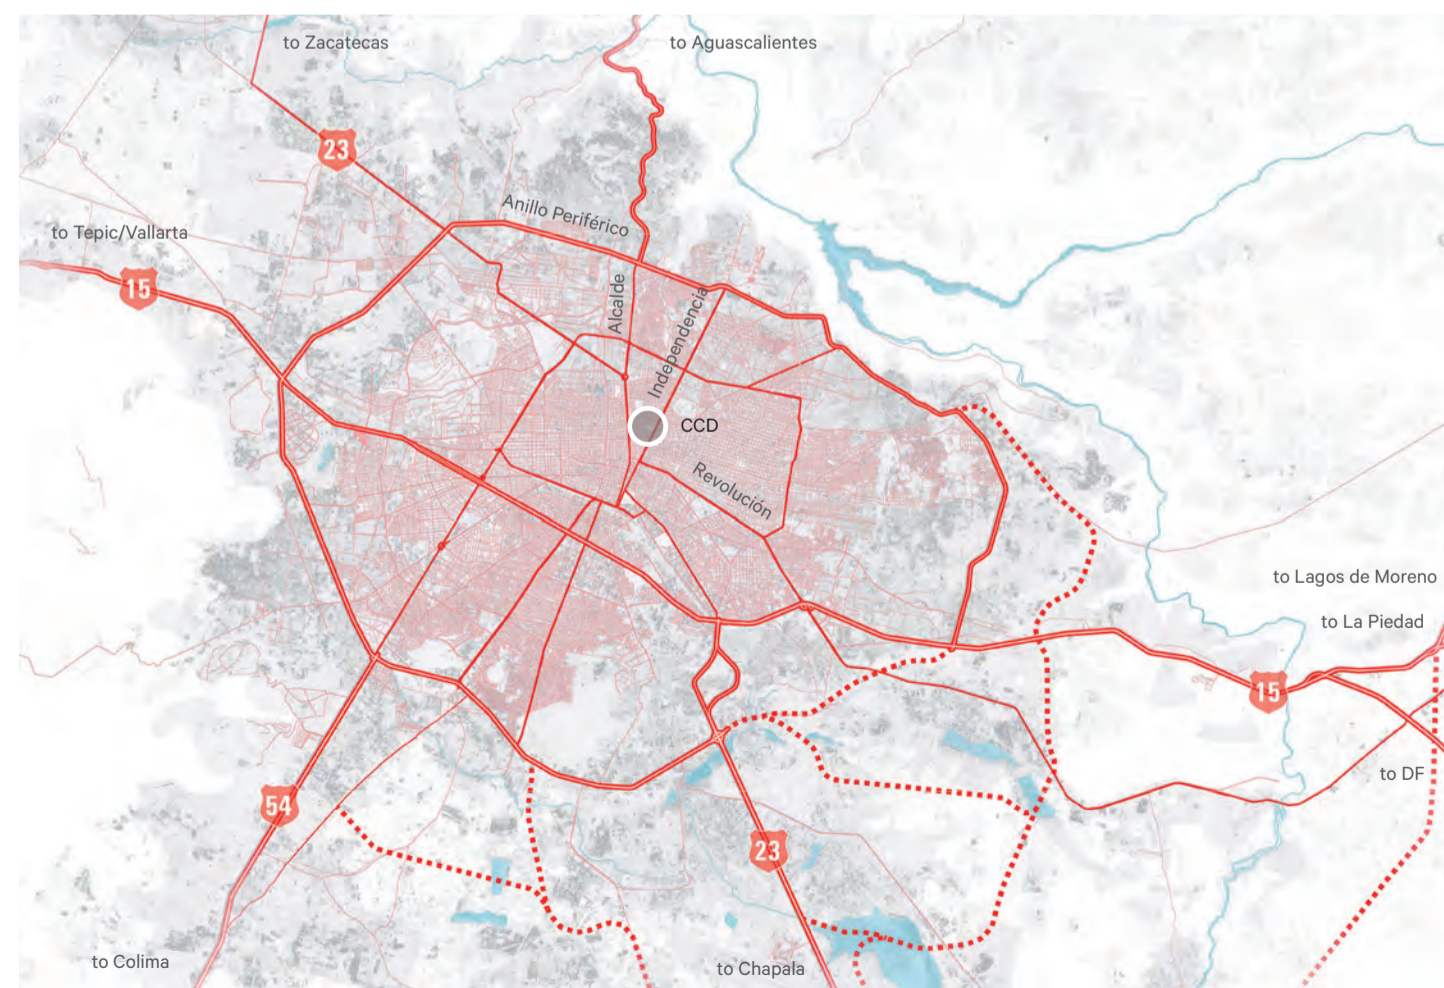 to Zacatecas
to Aguascalientes
23
Anillo Periférico
to Tepic/Vallarta
15
Alcalde
Independencia
CCD
Revolución
to Lagos de Moreno
to La Piedad
15
to DF
54
23
to Colima
to Chapala